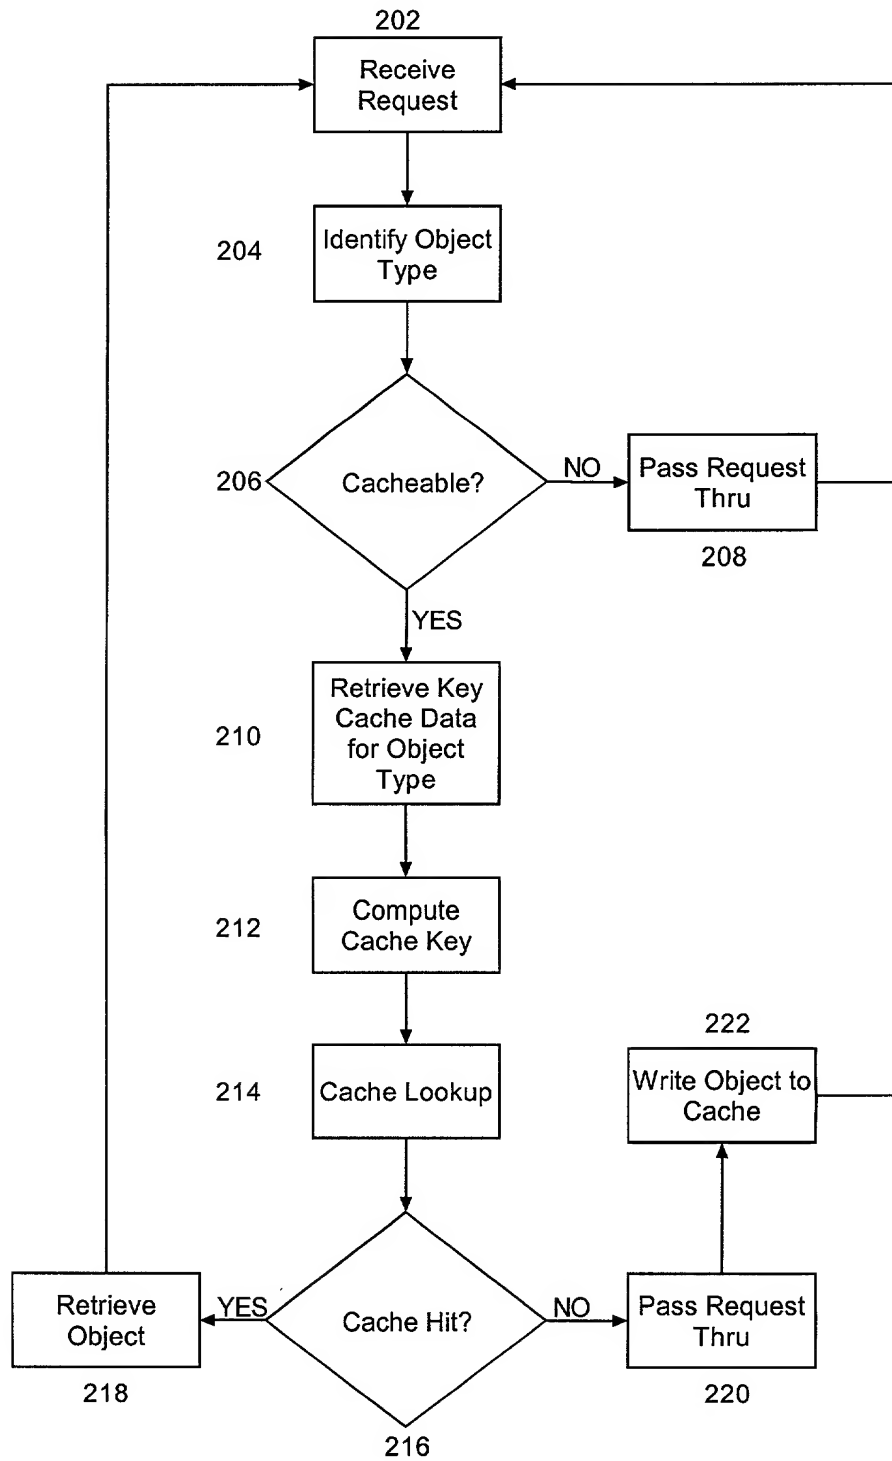 202
Receive
Request
204
Identify Object
Type
206
Cacheable?
NO
Pass Request
Thru
208
YES
210
Retrieve Key
Cache Data
for Object
Type
212
Compute
Cache Key
214
Cache Lookup
222
Write Object to
Cache
Retrieve
Object
218
YES
Cache Hit?
216
NO
Pass Request
Thru
220